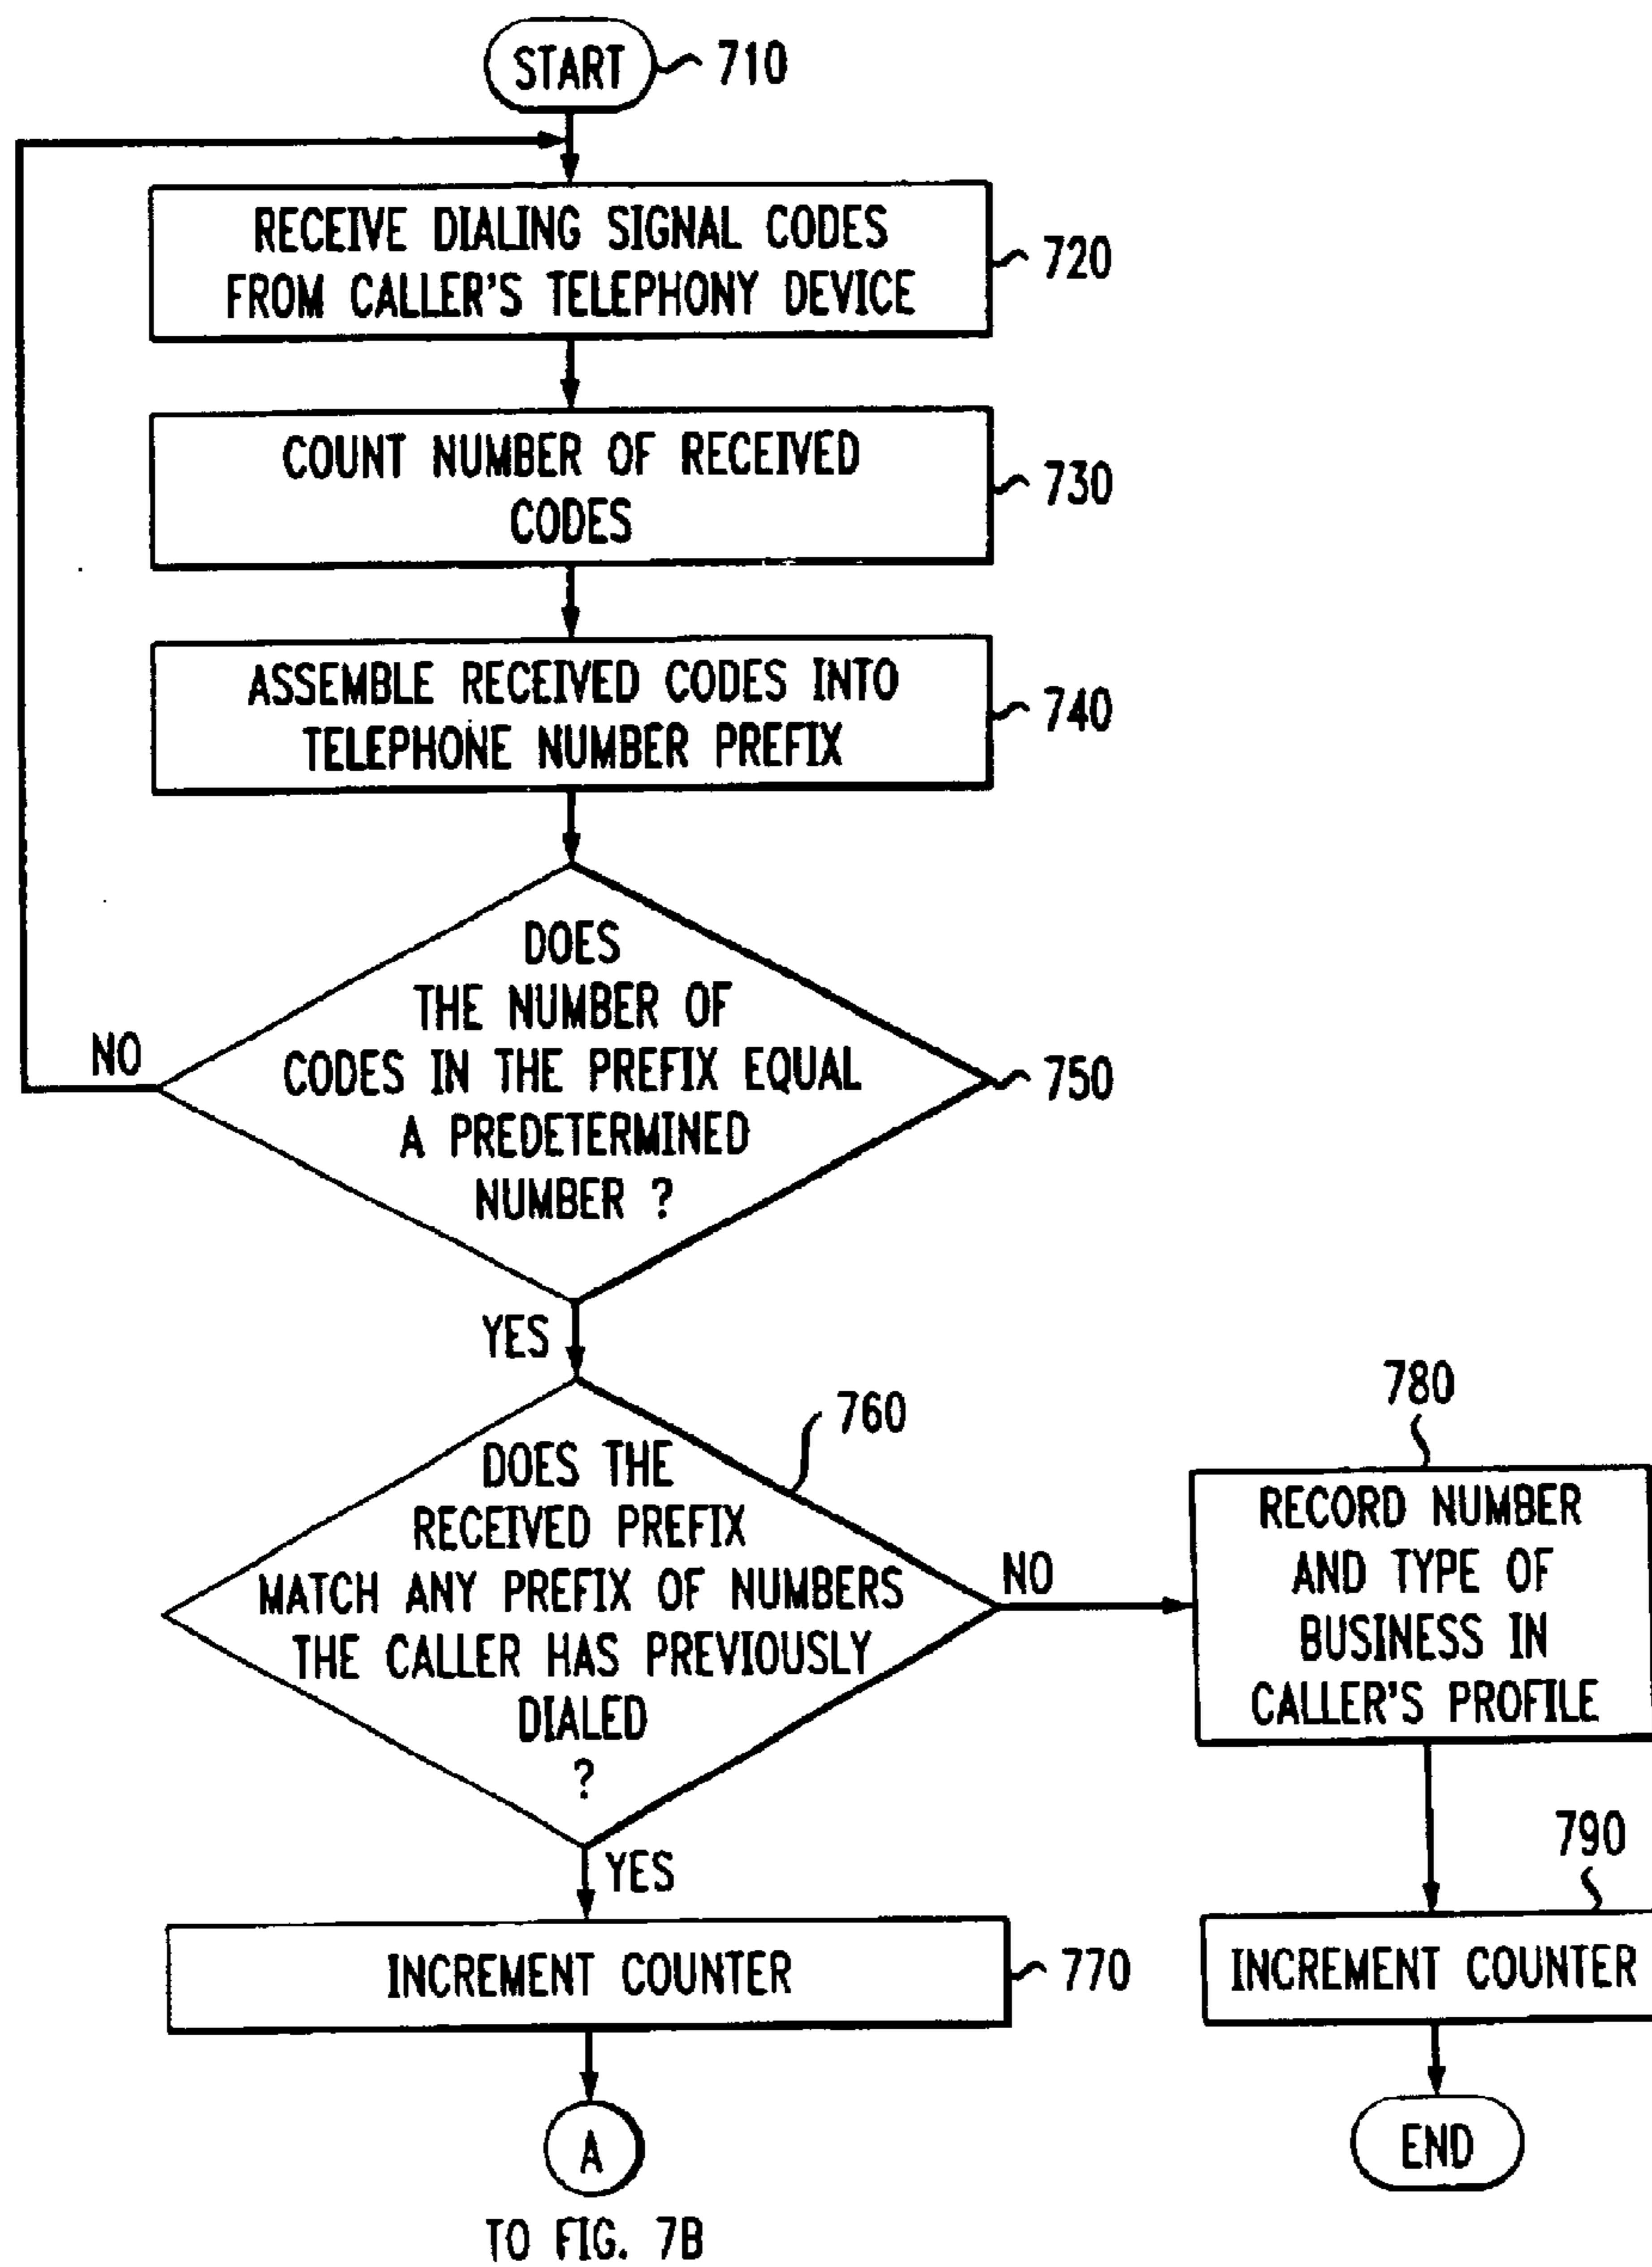 START
710
RECEIVE DIALING SIGNAL CODES
FROM CALLER'S TELEPHONY DEVICE
720
COUNT NUMBER OF RECEIVED
CODES
730
ASSEMBLE RECEIVED CODES INTO
TELEPHONE NUMBER PREFIX
740
DOES
THE NUMBER OF
CODES IN THE PREFIX EQUAL
A PREDETERMINED
NUMBER ?
750
NO
YES
DOES THE
RECEIVED PREFIX
MATCH ANY PREFIX OF NUMBERS
THE CALLER HAS PREVIOUSLY
DIALED
?
760
NO
780
RECORD NUMBER
AND TYPE OF
BUSINESS IN
CALLER'S PROFILE
YES
INCREMENT COUNTER
770
790
INCREMENT COUNTER
A
TO FIG. 7B
END